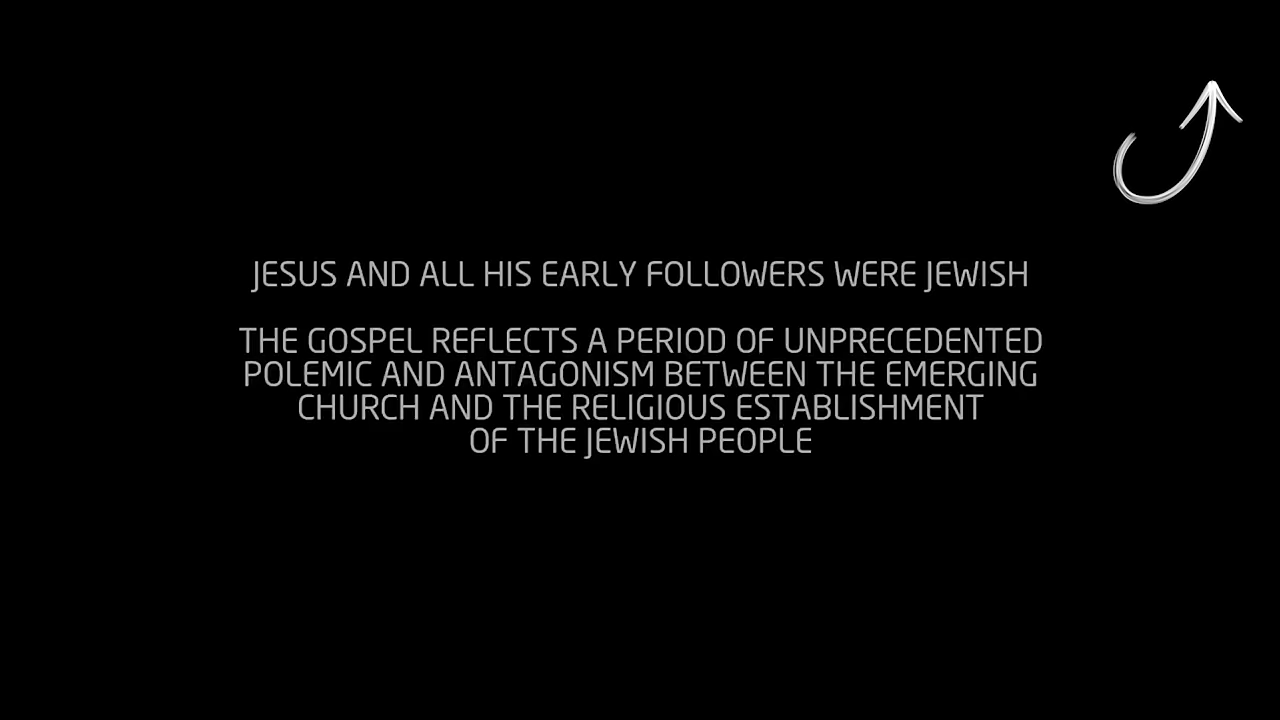 JESUS AND ALL HIS EARLY FOLLOWERS WERE JEWISH
THE GOSPEL REFLECTS A PERIOD OF UNPRECEDENTED
POLEMIC AND ANTAGONISM BETWEEN THE EMERGING
CHURCH AND THE RELIGIOUS ESTABLISHMENT
OF THE JEWISH PEOPLE